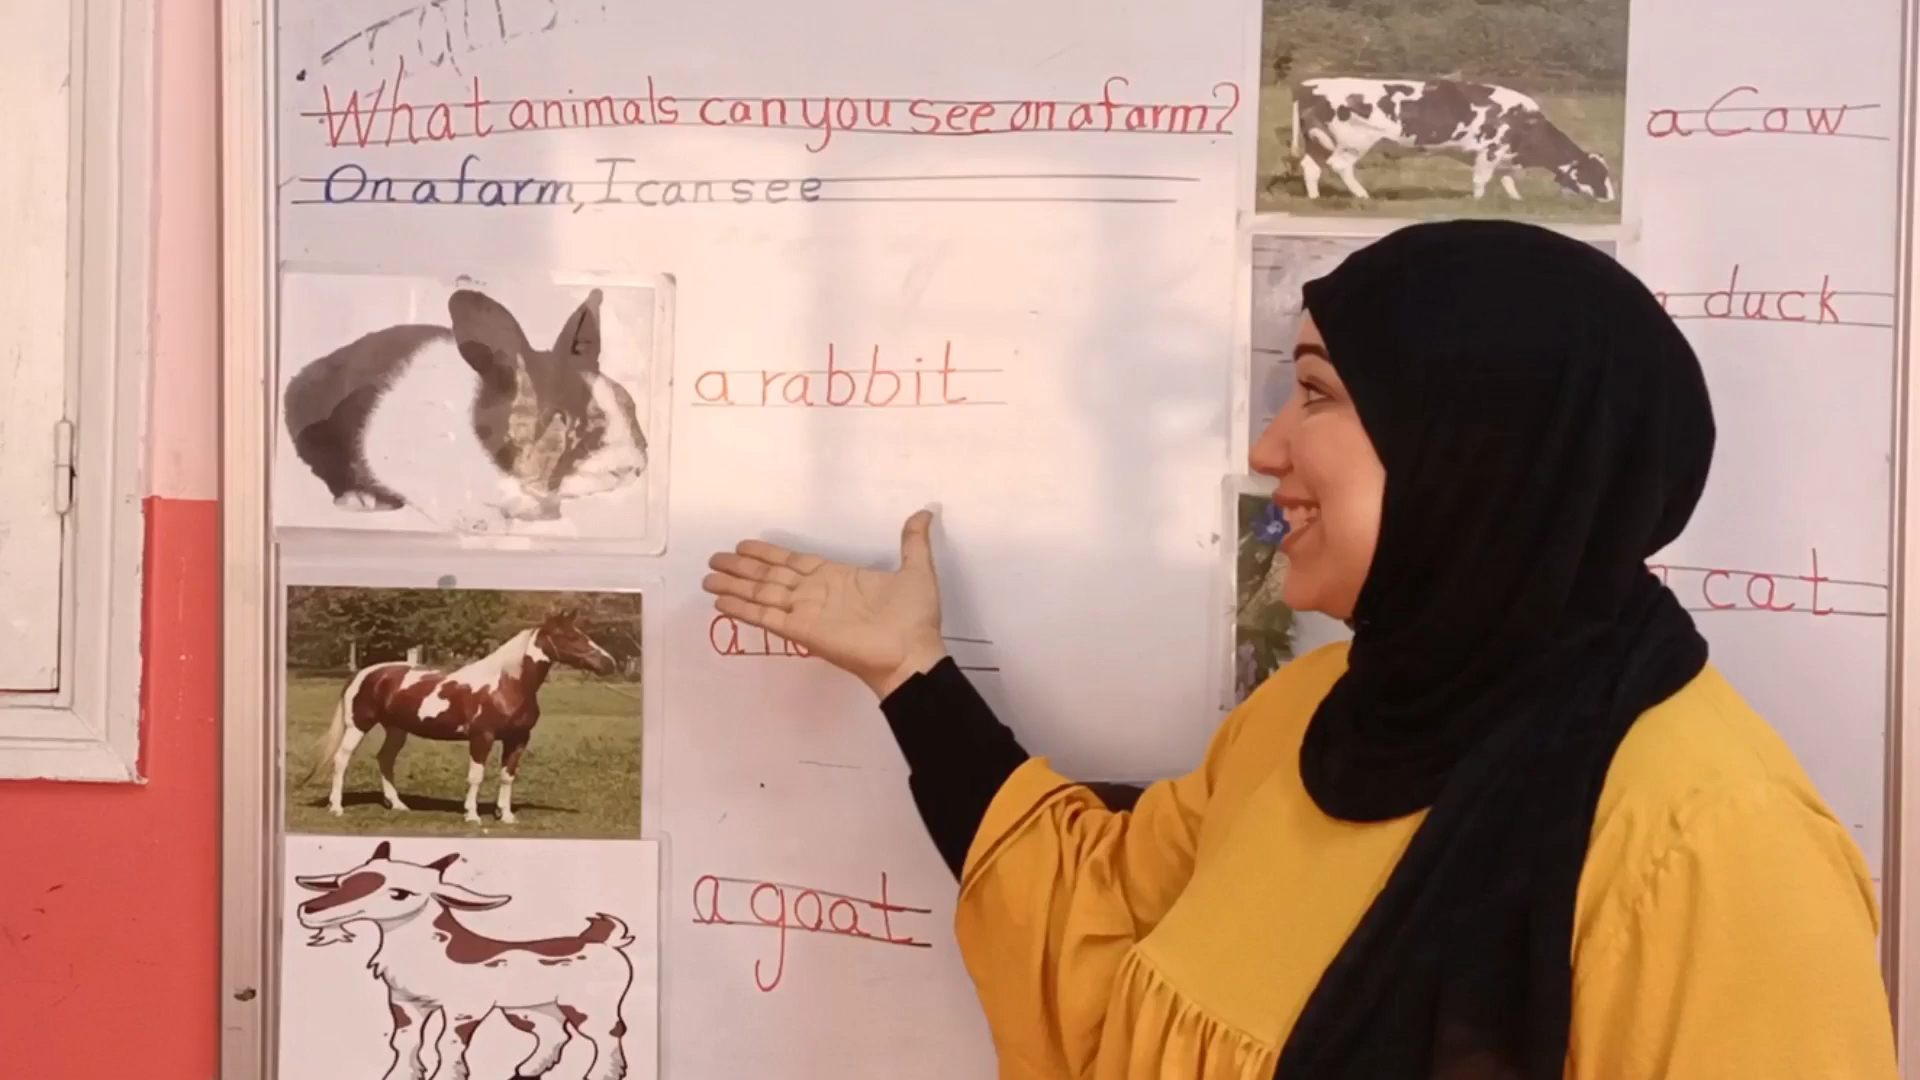 What animals can you see on a farm?
On a farm, I can see
a rabbit
a
a goat
a Cow
duck
cat